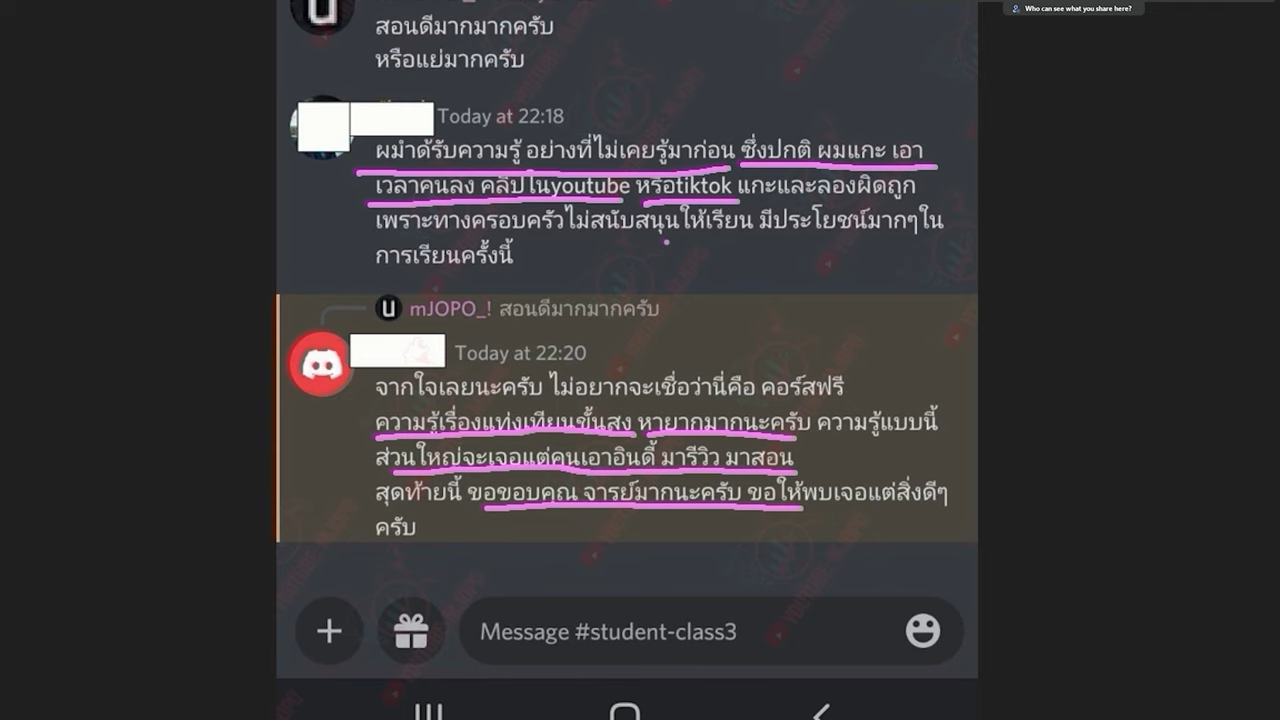 Who can see what you share here?
สอนดีมากมากครับ
หรือแย่มากครับ
Today at 22:18
ผมำด้รับความรู้ อย่างที่ไม่เคยรู้มาก่อน ซึ่งปกติ ผมแกะ เอา
เวลาคนลง คลิปในyoutube หรือtiktok แกะและลองผิดถูก
เพราะทางครอบครัวไม่สนับสนุนให้เรียน มีประโยชน์มากๆใน
การเรียนครั้งนี้
mJOPO_! สอนดีมากมากครับ
Today at 22:20
จากใจเลยนะครับ ไม่อยากจะเชื่อว่านี่คือ คอร์สฟรี
ความรู้เรื่องแท่งเทียนขั้นสูง หายากมากนะครับ ความรู้แบบนี้
ส่วนใหญ่จะเจอแต่คนเอาอินดี้ มารีวิว มาสอน
สุดท้ายนี้ ขอขอบคุณ จารย์มากนะครับ ขอให้พบเจอแต่สิ่งดีๆ
ครับ
Message #student-class3